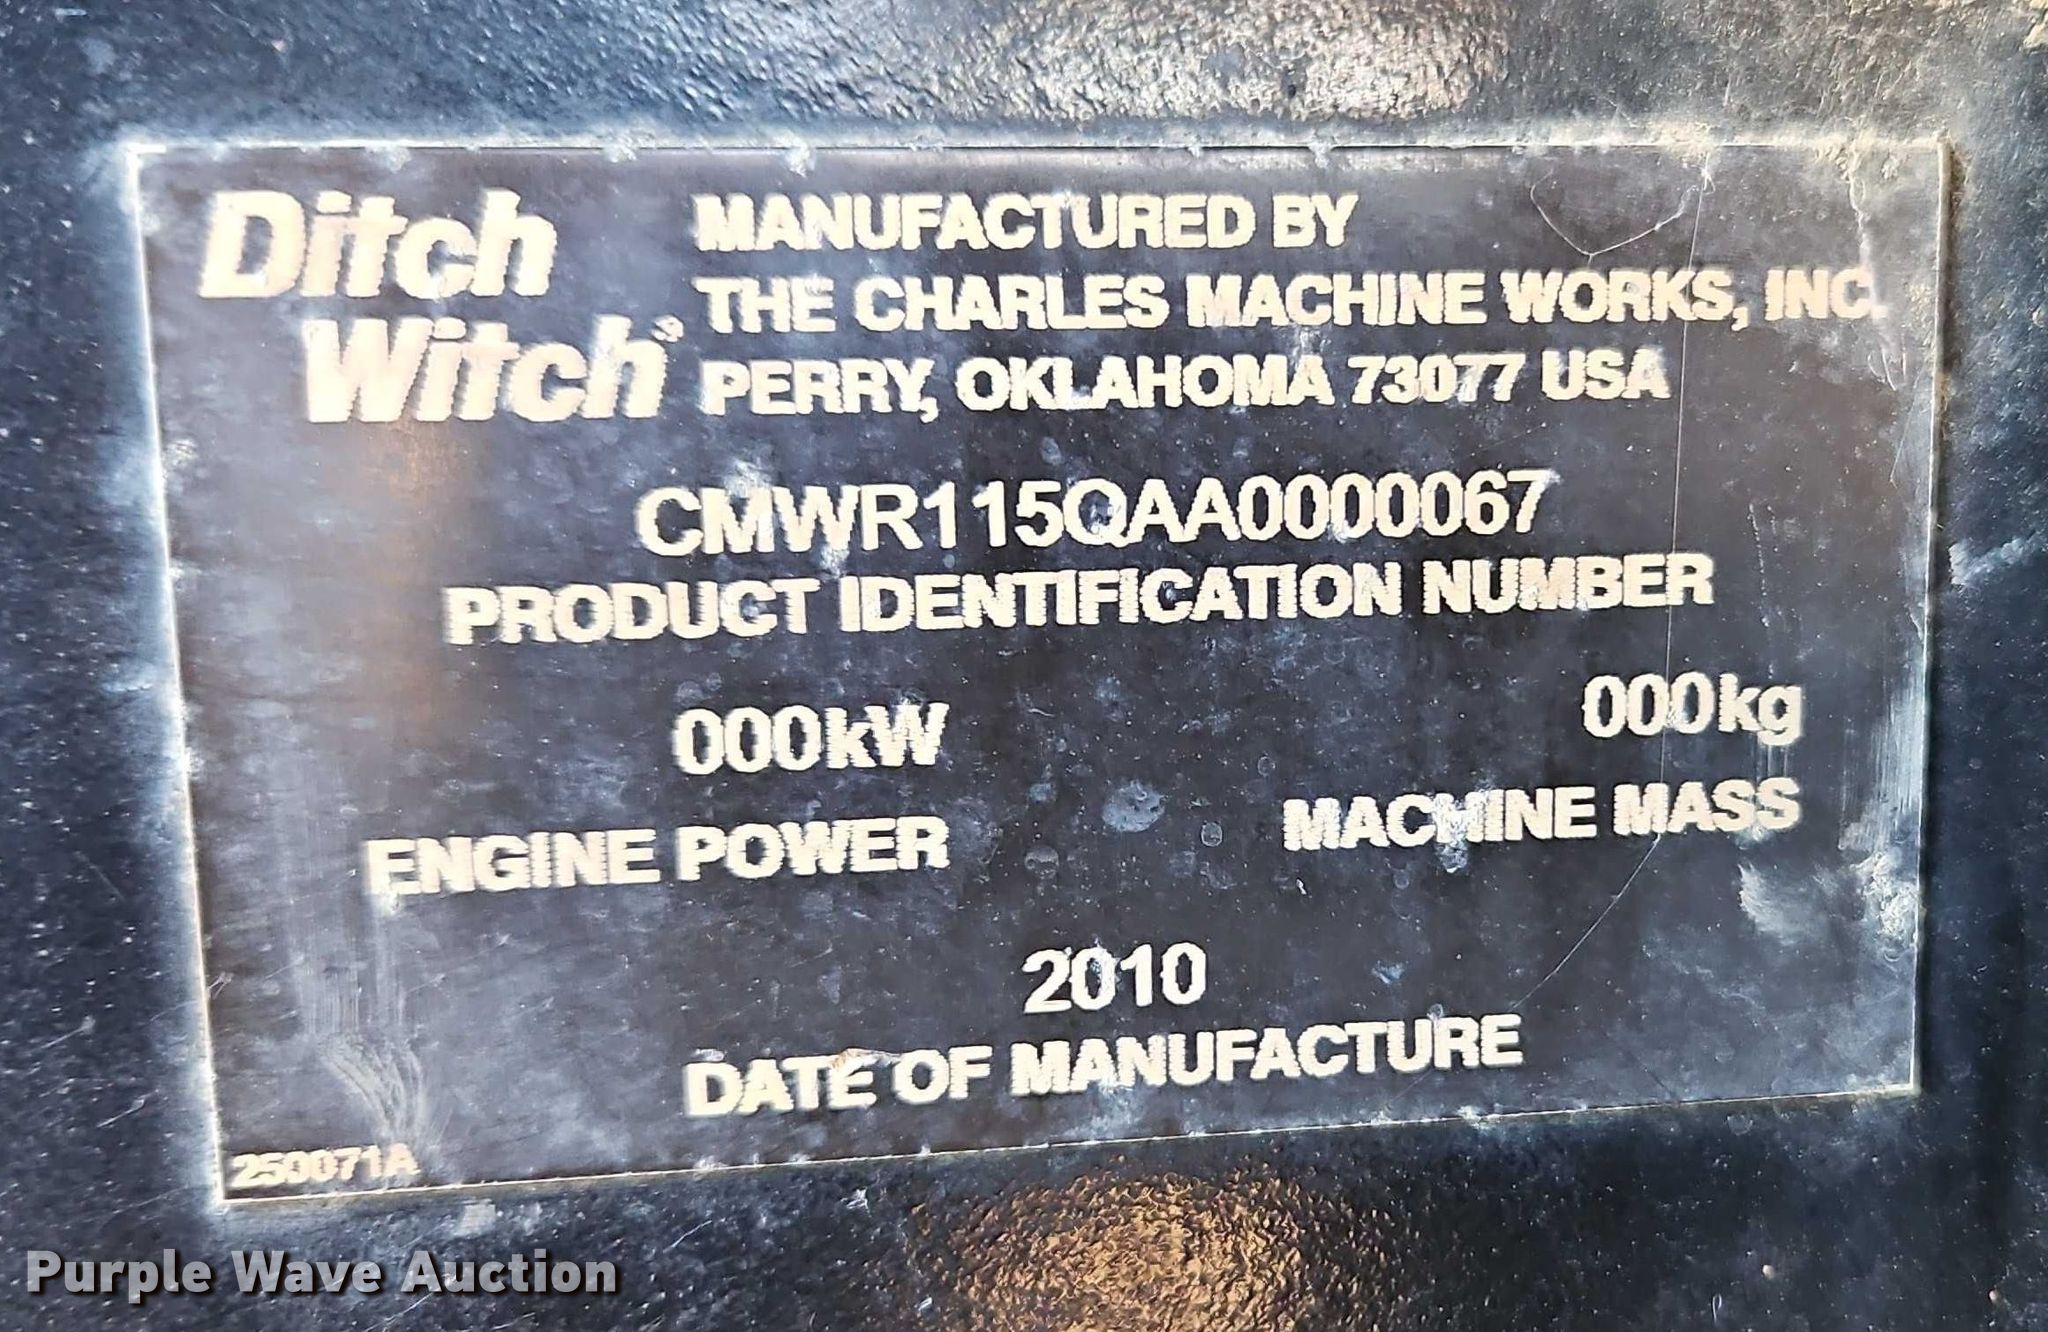 Ditch
Witch®
MANUFACTURED BY
THE CHARLES MACHINE WORKS, INC.
PERRY, OKLAHOMA 73077 USA
CMWR115QAA0000067
PRODUCT IDENTIFICATION NUMBER
000kW
ENGINE POWER
000kg
MACHINE MASS
2010
DATE OF MANUFACTURE
250071A
Purple Wave Auction